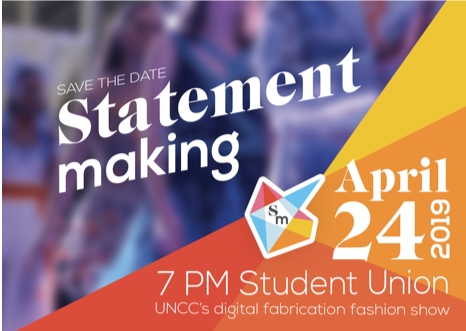 SAVE THE DATE
Statement
making
Sm
April
24 2019
7 PM Student Union
UNCC's digital fabrication fashion show